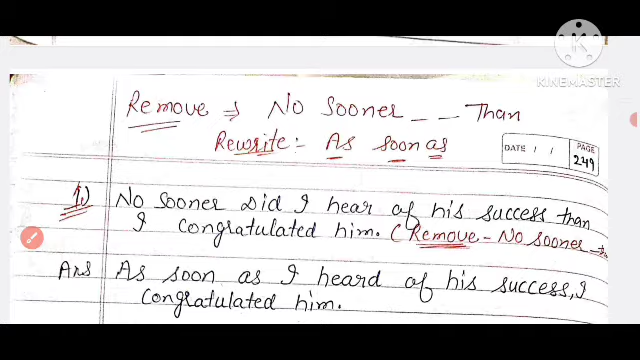 K
KINEMASTER
Remove ⇒ No Sooner _ _ Than
Rewrite:- As soon as
DATE / /
PAGE
249
1.) No Sooner Did I hear of his success than
I congratulated him. (Remove - No sooner - th
Ans As soon as I heard of his success, I
congratulated him.